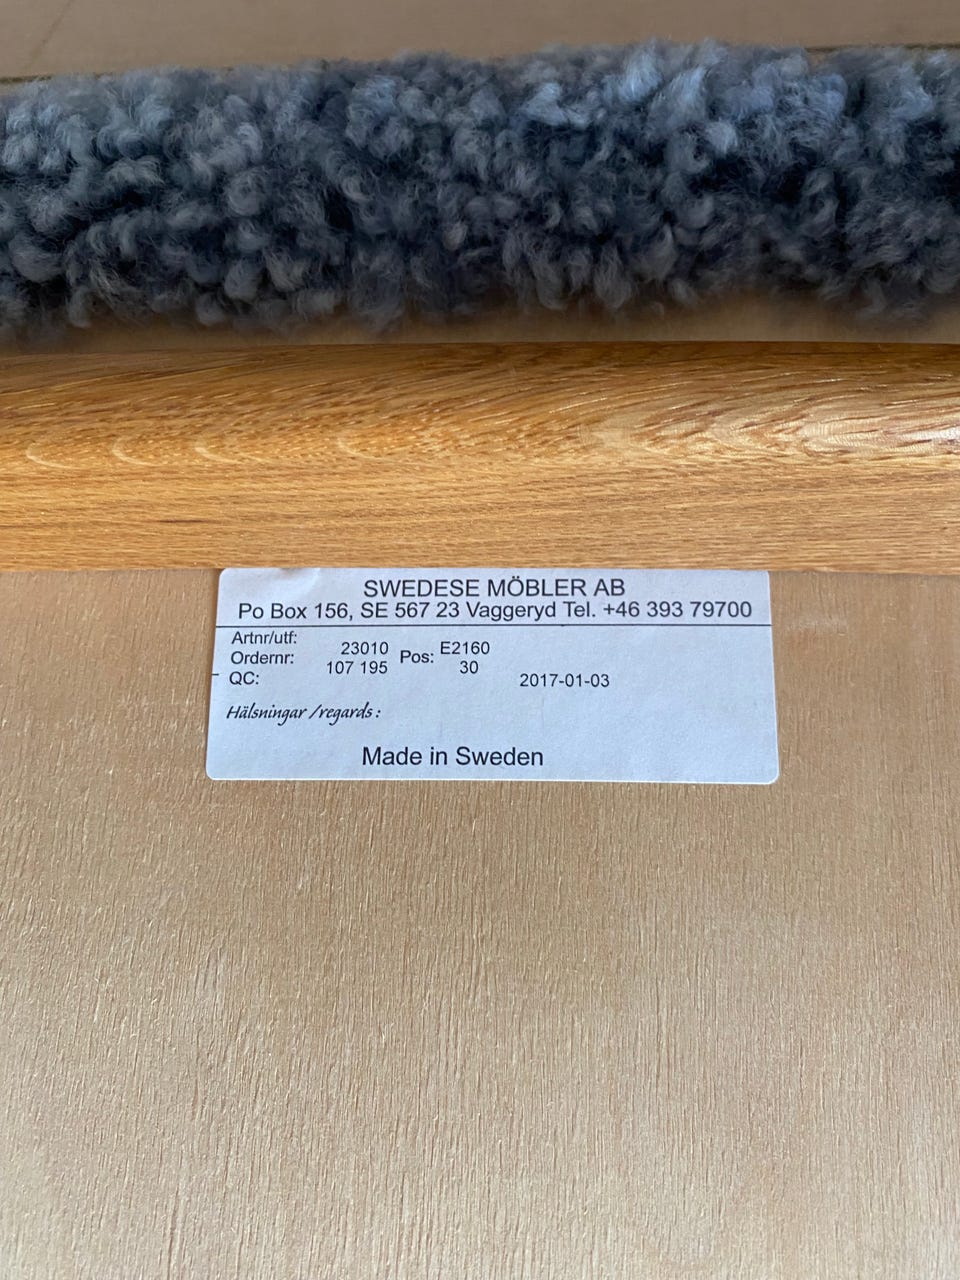 SWEDESE MÖBLER AB
Po Box 156, SE 567 23 Vaggeryd Tel. +46 393 79700
Artnr/utf: 23010 E2160
Ordernr: 107 195 Pos: 30
QC: 2017-01-03
Hälsningar /regards :
Made in Sweden